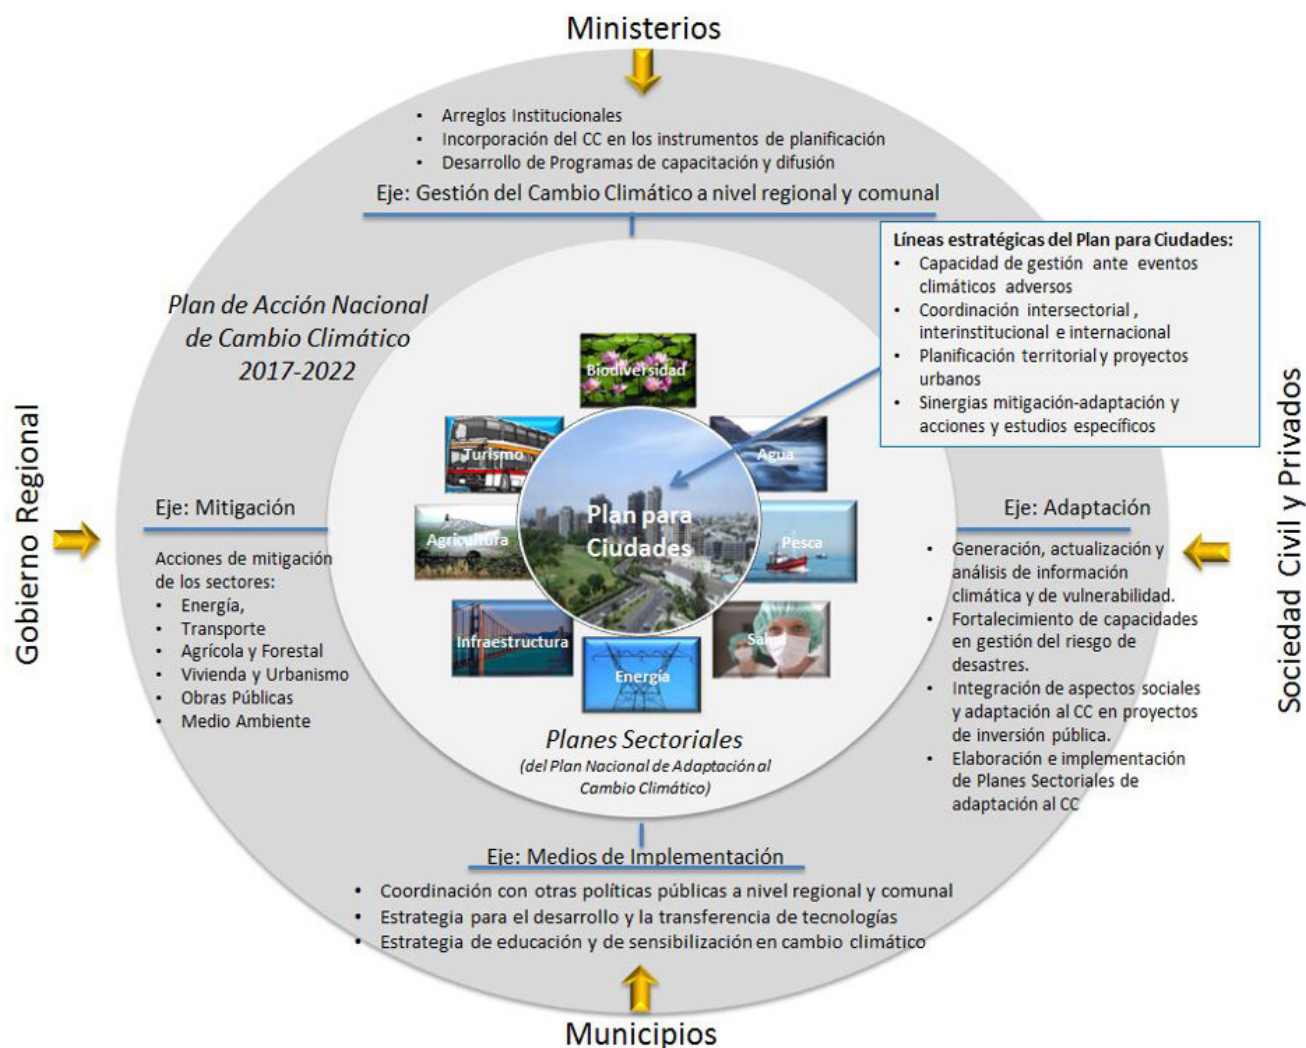 Ministerios
• Arreglos Institucionales
• Incorporación del CC en los instrumentos de planificación
• Desarrollo de Programas de capacitación y difusión
Eje: Gestión del Cambio Climático a nivel regional y comunal
Líneas estratégicas del Plan para Ciudades:
• Capacidad de gestión ante eventos
climáticos adversos
• Coordinación intersectorial ,
interinstitucional e internacional
• Planificación territorial y proyectos
urbanos
• Sinergias mitigación-adaptación y
acciones y estudios específicos
Plan de Acción Nacional
de Cambio Climático
2017-2022
Biodiversidad
Turismo
Agua
Agricultura
Plan para
Ciudades
Pesca
Infraestructura
Energía
Planes Sectoriales
(del Plan Nacional de Adaptación al
Cambio Climático)
Gobierno Regional
Eje: Mitigación
Acciones de mitigación
de los sectores:
• Energía,
• Transporte
• Agrícola y Forestal
• Vivienda y Urbanismo
• Obras Públicas
• Medio Ambiente
Sociedad Civil y Privados
Eje: Adaptación
• Generación, actualización y
análisis de información
climática y de vulnerabilidad.
• Fortalecimiento de capacidades
en gestión del riesgo de
desastres.
• Integración de aspectos sociales
y adaptación al CC en proyectos
de inversión pública.
• Elaboración e implementación
de Planes Sectoriales de
adaptación al CC
Eje: Medios de Implementación
• Coordinación con otras políticas públicas a nivel regional y comunal
• Estrategia para el desarrollo y la transferencia de tecnologías
• Estrategia de educación y de sensibilización en cambio climático
Municipios